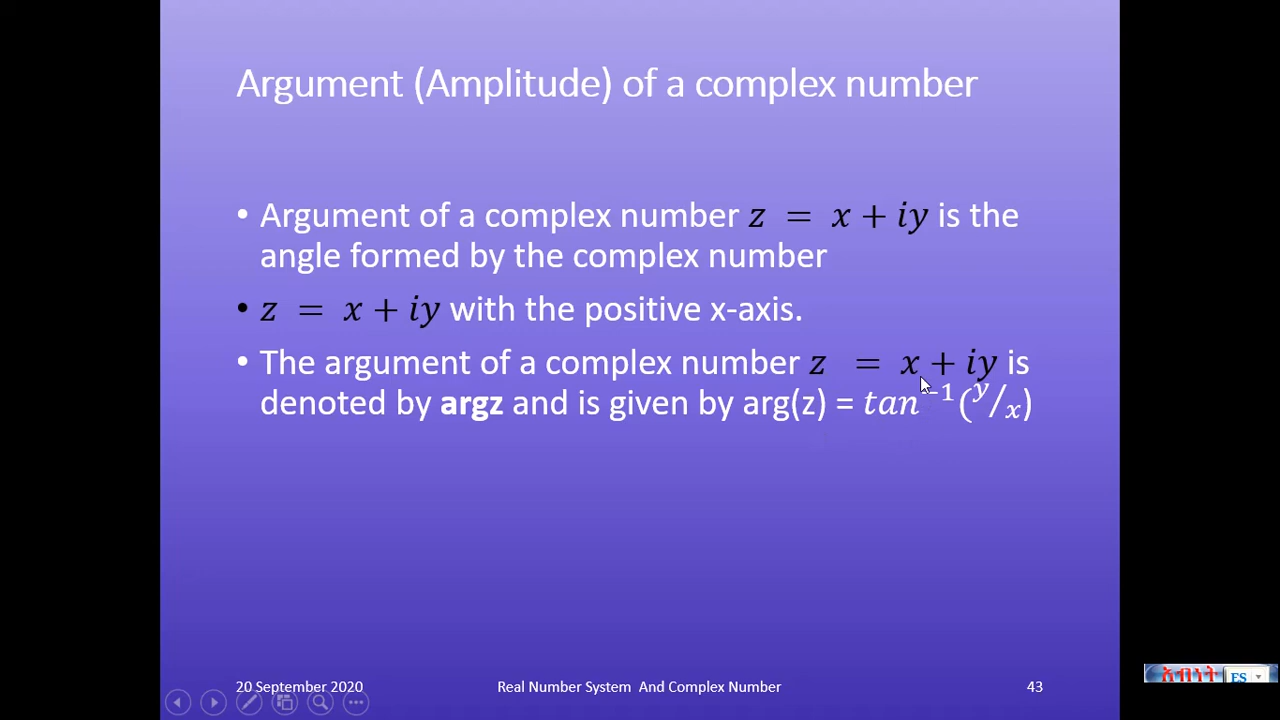 Argument (Amplitude) of a complex number
• Argument of a complex number z = x + iy is the
angle formed by the complex number
• z = x + iy with the positive x-axis.
• The argument of a complex number z = x + iy is
denoted by argz and is given by arg(z) = tan⁻¹(y/x)
20 September 2020
Real Number System And Complex Number
43
አብነት
ES